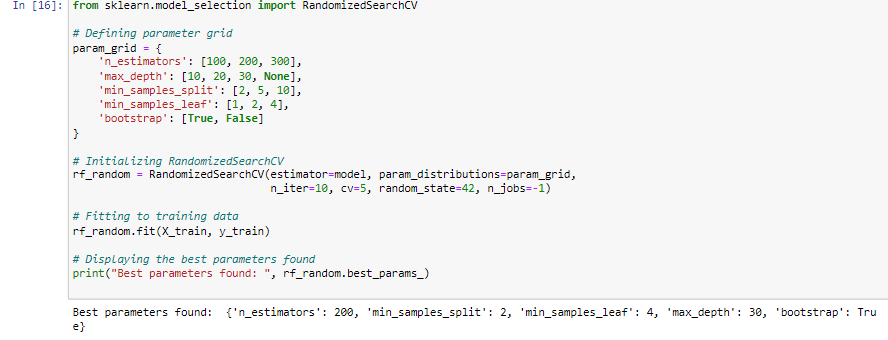 In [16]: from sklearn.model_selection import RandomizedSearchCV
# Defining parameter grid
param_grid = {
    'n_estimators': [100, 200, 300],
    'max_depth': [10, 20, 30, None],
    'min_samples_split': [2, 5, 10],
    'min_samples_leaf': [1, 2, 4],
    'bootstrap': [True, False]
}
# Initializing RandomizedSearchCV
rf_random = RandomizedSearchCV(estimator=model, param_distributions=param_grid,
                               n_iter=10, cv=5, random_state=42, n_jobs=-1)
# Fitting to training data
rf_random.fit(X_train, y_train)
# Displaying the best parameters found
print("Best parameters found: ", rf_random.best_params_)
Best parameters found:  {'n_estimators': 200, 'min_samples_split': 2, 'min_samples_leaf': 4, 'max_depth': 30, 'bootstrap': Tru
e}